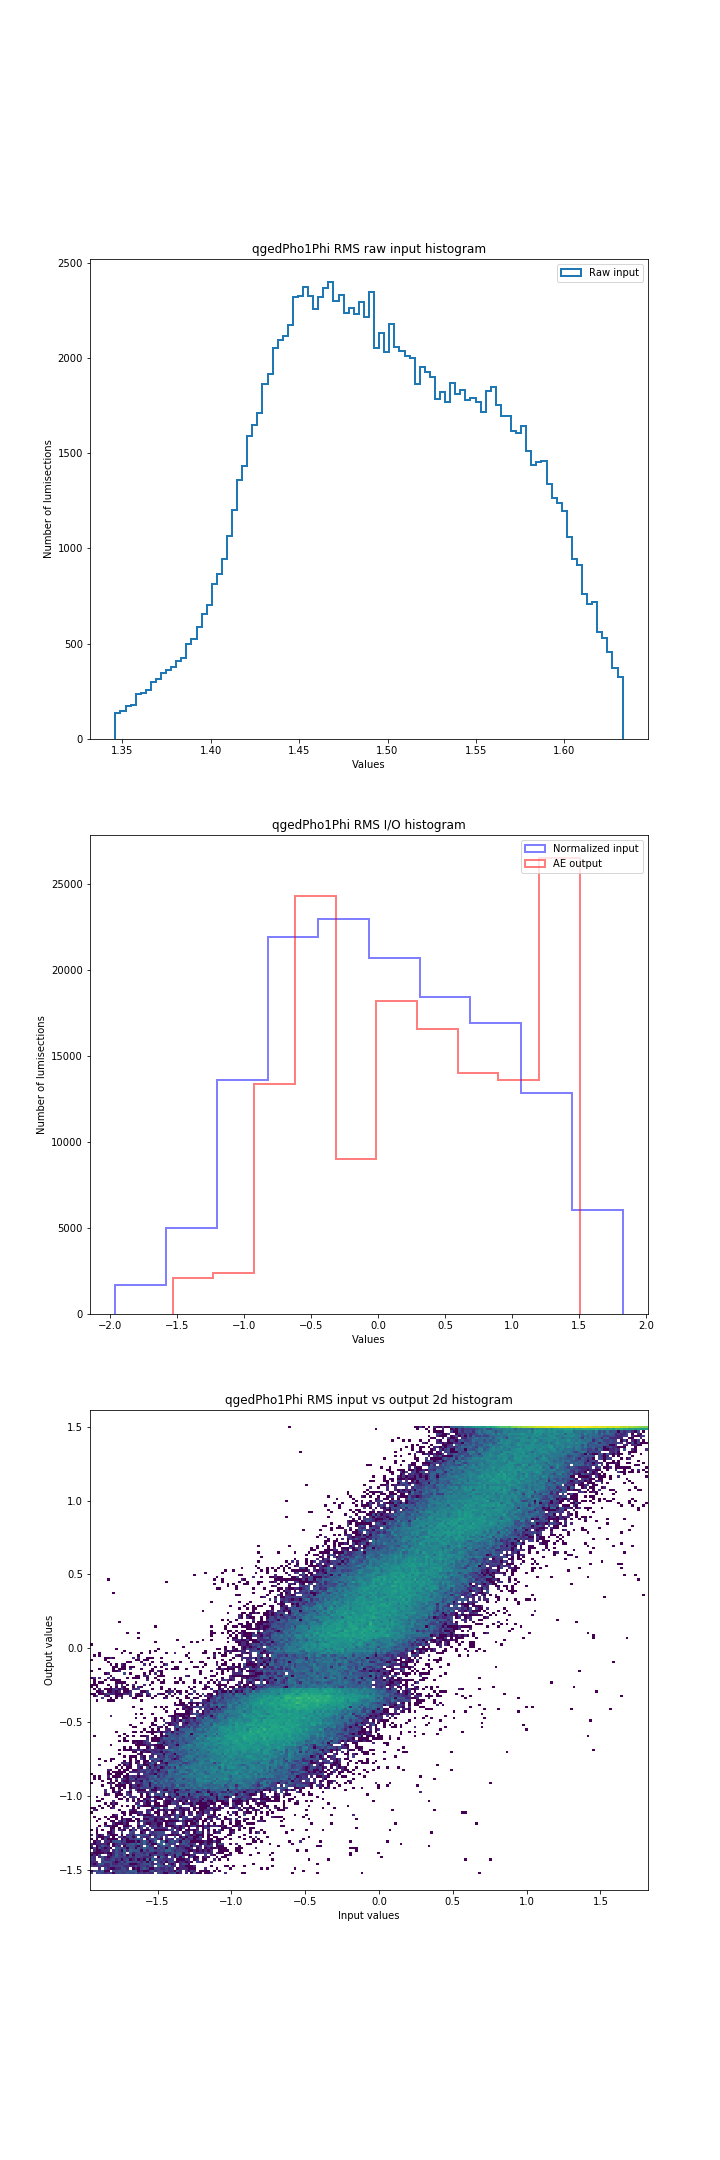 qgedPho1Phi RMS raw input histogram
Raw input
2500
2000
1500
1000
500
0
Number of lumisections
1.35 1.40 1.45 1.50 1.55 1.60
Values
qgedPho1Phi RMS I/O histogram
Normalized input
AE output
25000
20000
15000
10000
5000
0
Number of lumisections
−2.0 −1.5 −1.0 −0.5 0.0 0.5 1.0 1.5 2.0
Values
qgedPho1Phi RMS input vs output 2d histogram
1.5
1.0
0.5
0.0
−0.5
−1.0
−1.5
Output values
−1.5 −1.0 −0.5 0.0 0.5 1.0 1.5
Input values